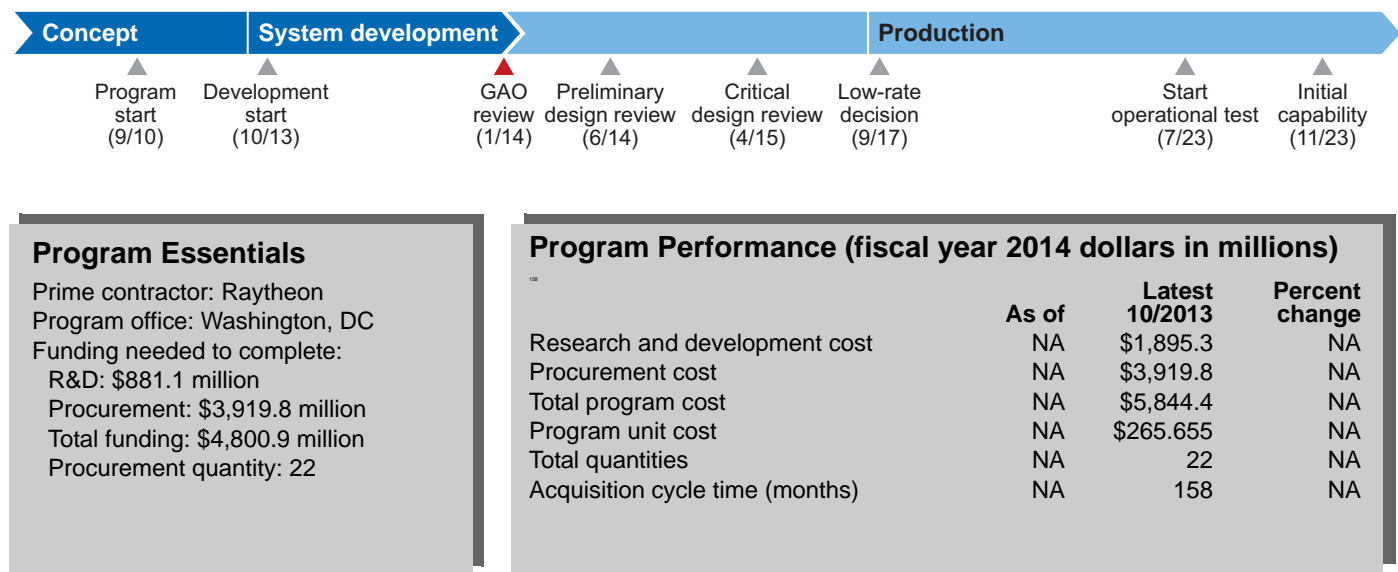 Concept
System development
Production
Program
start
(9/10)
Development
start
(10/13)
GAO
review
(1/14)
Preliminary
design review
(6/14)
Critical
design review
(4/15)
Low-rate
decision
(9/17)
Start
operational test
(7/23)
Initial
capability
(11/23)
Program Essentials
Prime contractor: Raytheon
Program office: Washington, DC
Funding needed to complete:
R&D: $881.1 million
Procurement: $3,919.8 million
Total funding: $4,800.9 million
Procurement quantity: 22
Program Performance (fiscal year 2014 dollars in millions)
158
As of Latest 10/2013 Percent change
Research and development cost NA $1,895.3 NA
Procurement cost NA $3,919.8 NA
Total program cost NA $5,844.4 NA
Program unit cost NA $265.655 NA
Total quantities NA 22 NA
Acquisition cycle time (months) NA 158 NA